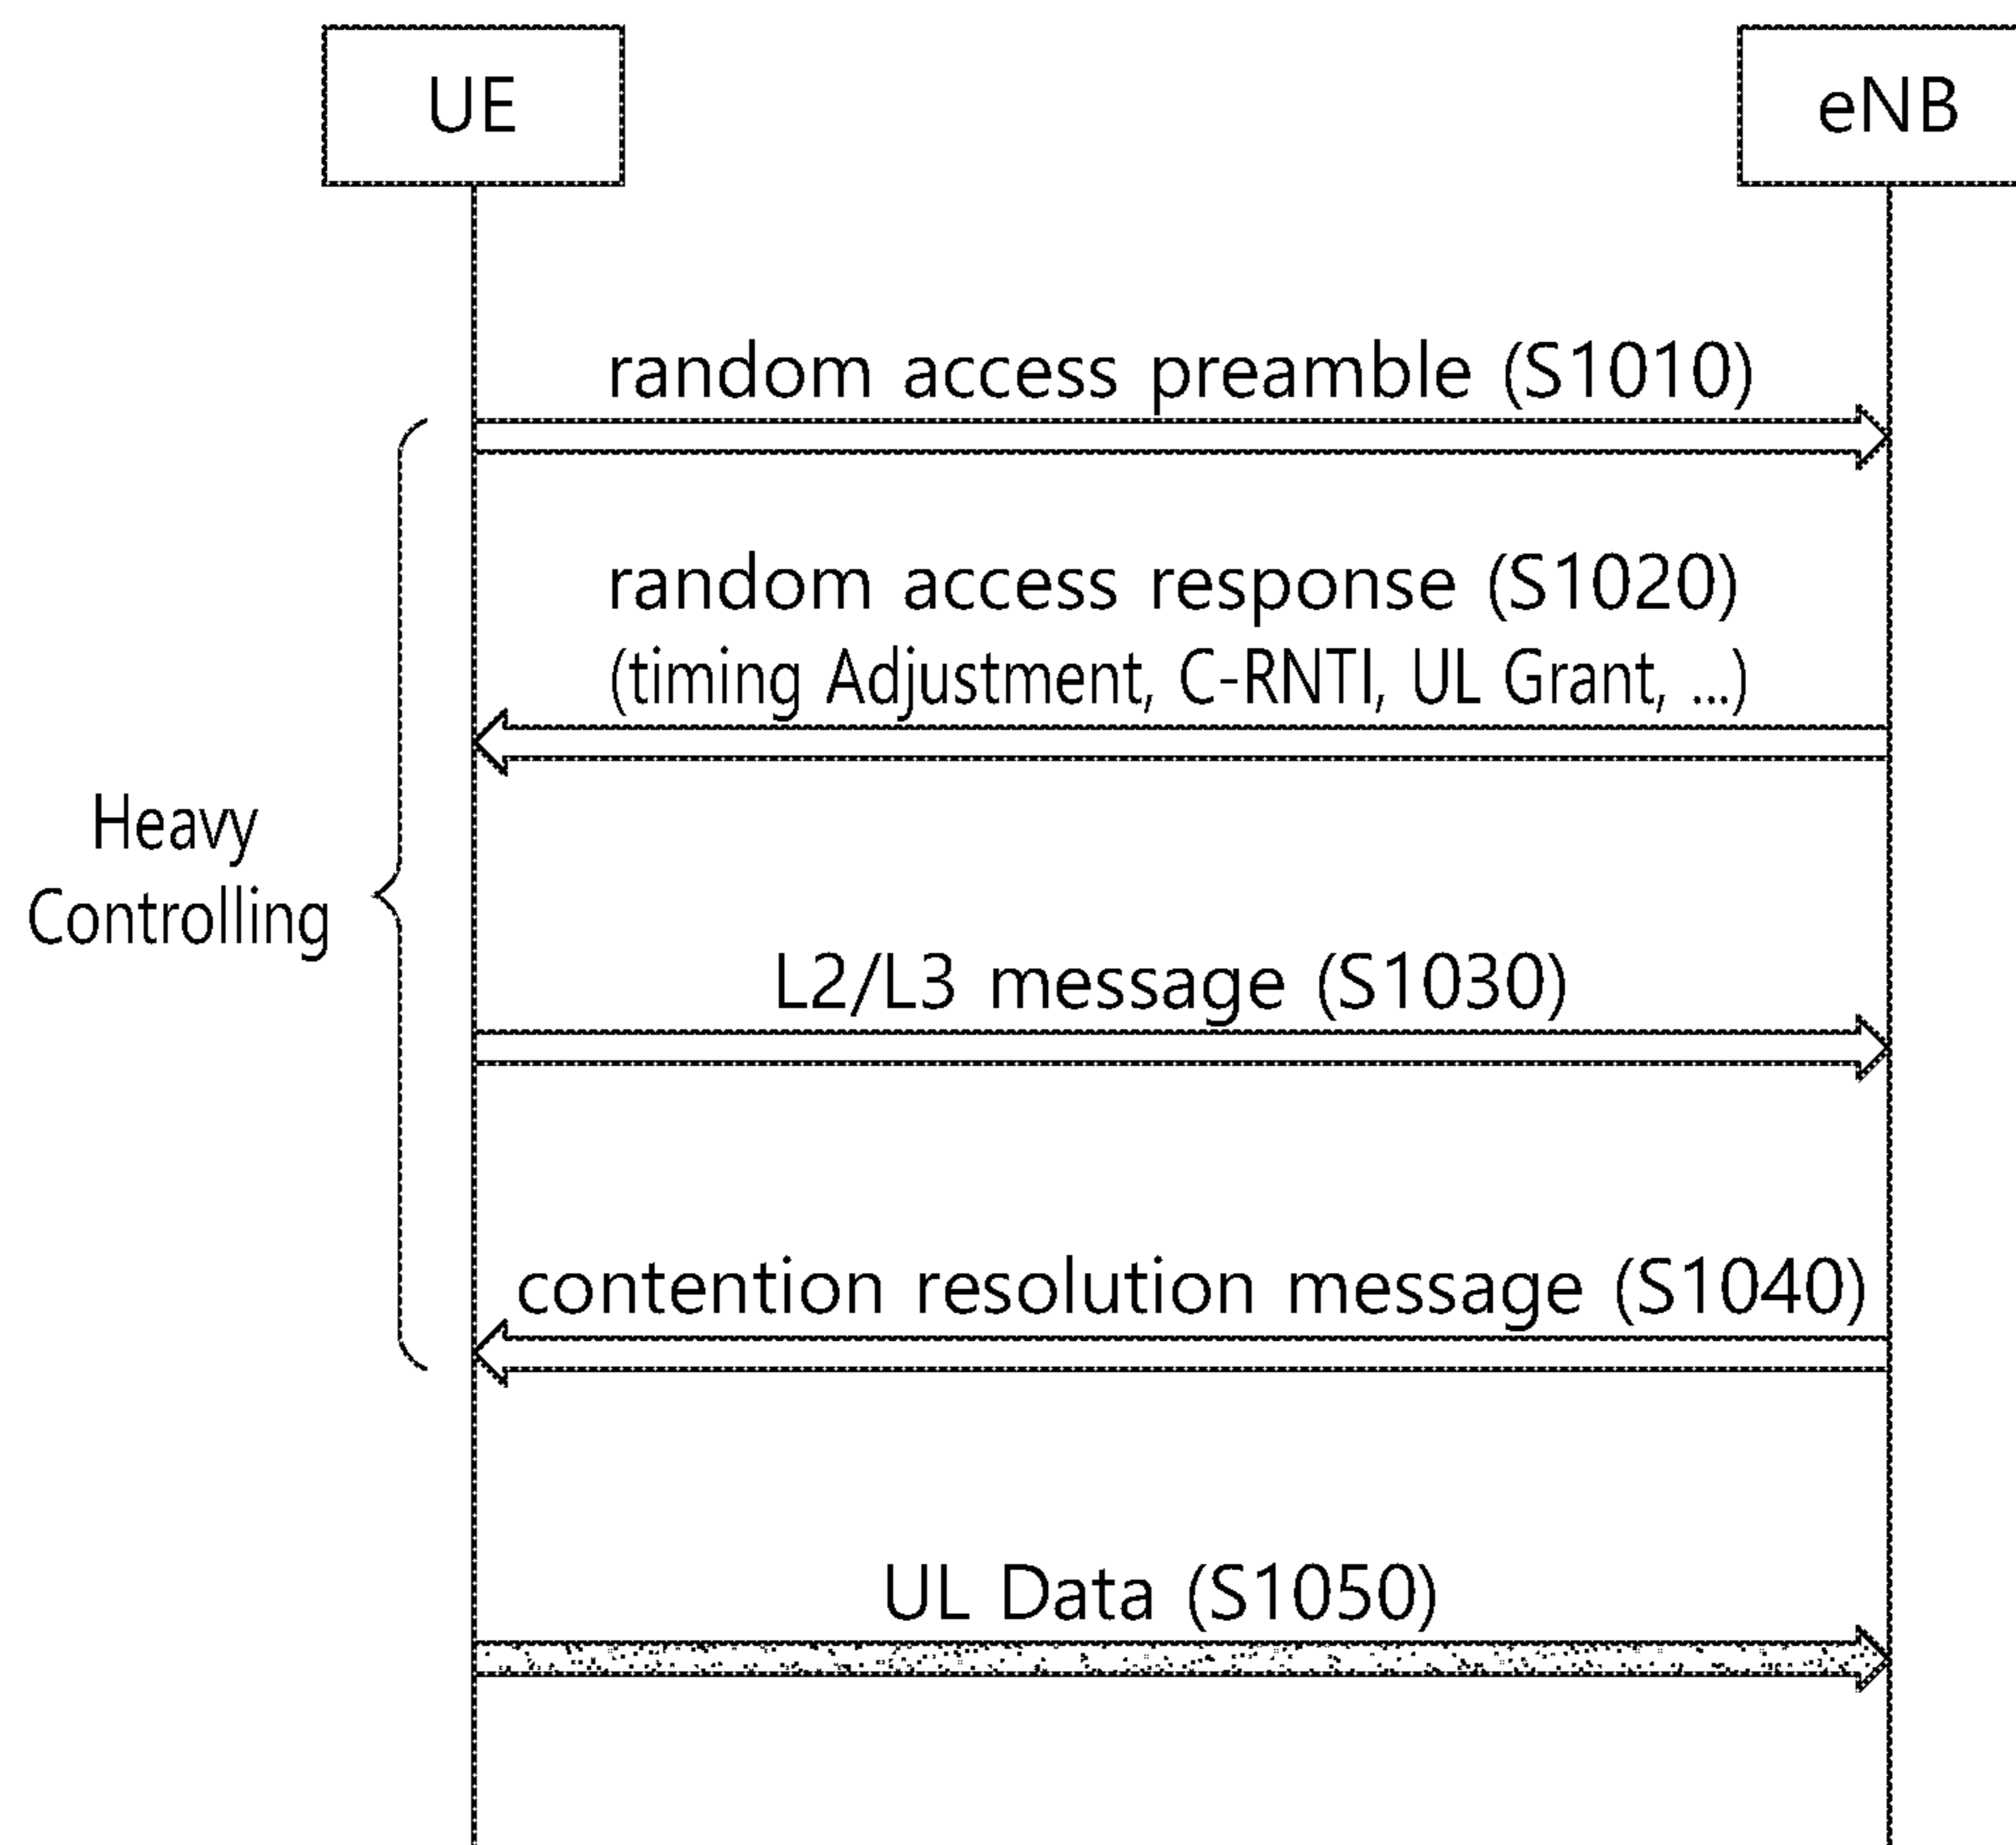 UE
eNB
random access preamble (S1010)
random access response (S1020)
(timing Adjustment, C-RNTI, UL Grant, ...)
Heavy
Controlling
L2/L3 message (S1030)
contention resolution message (S1040)
UL Data (S1050)